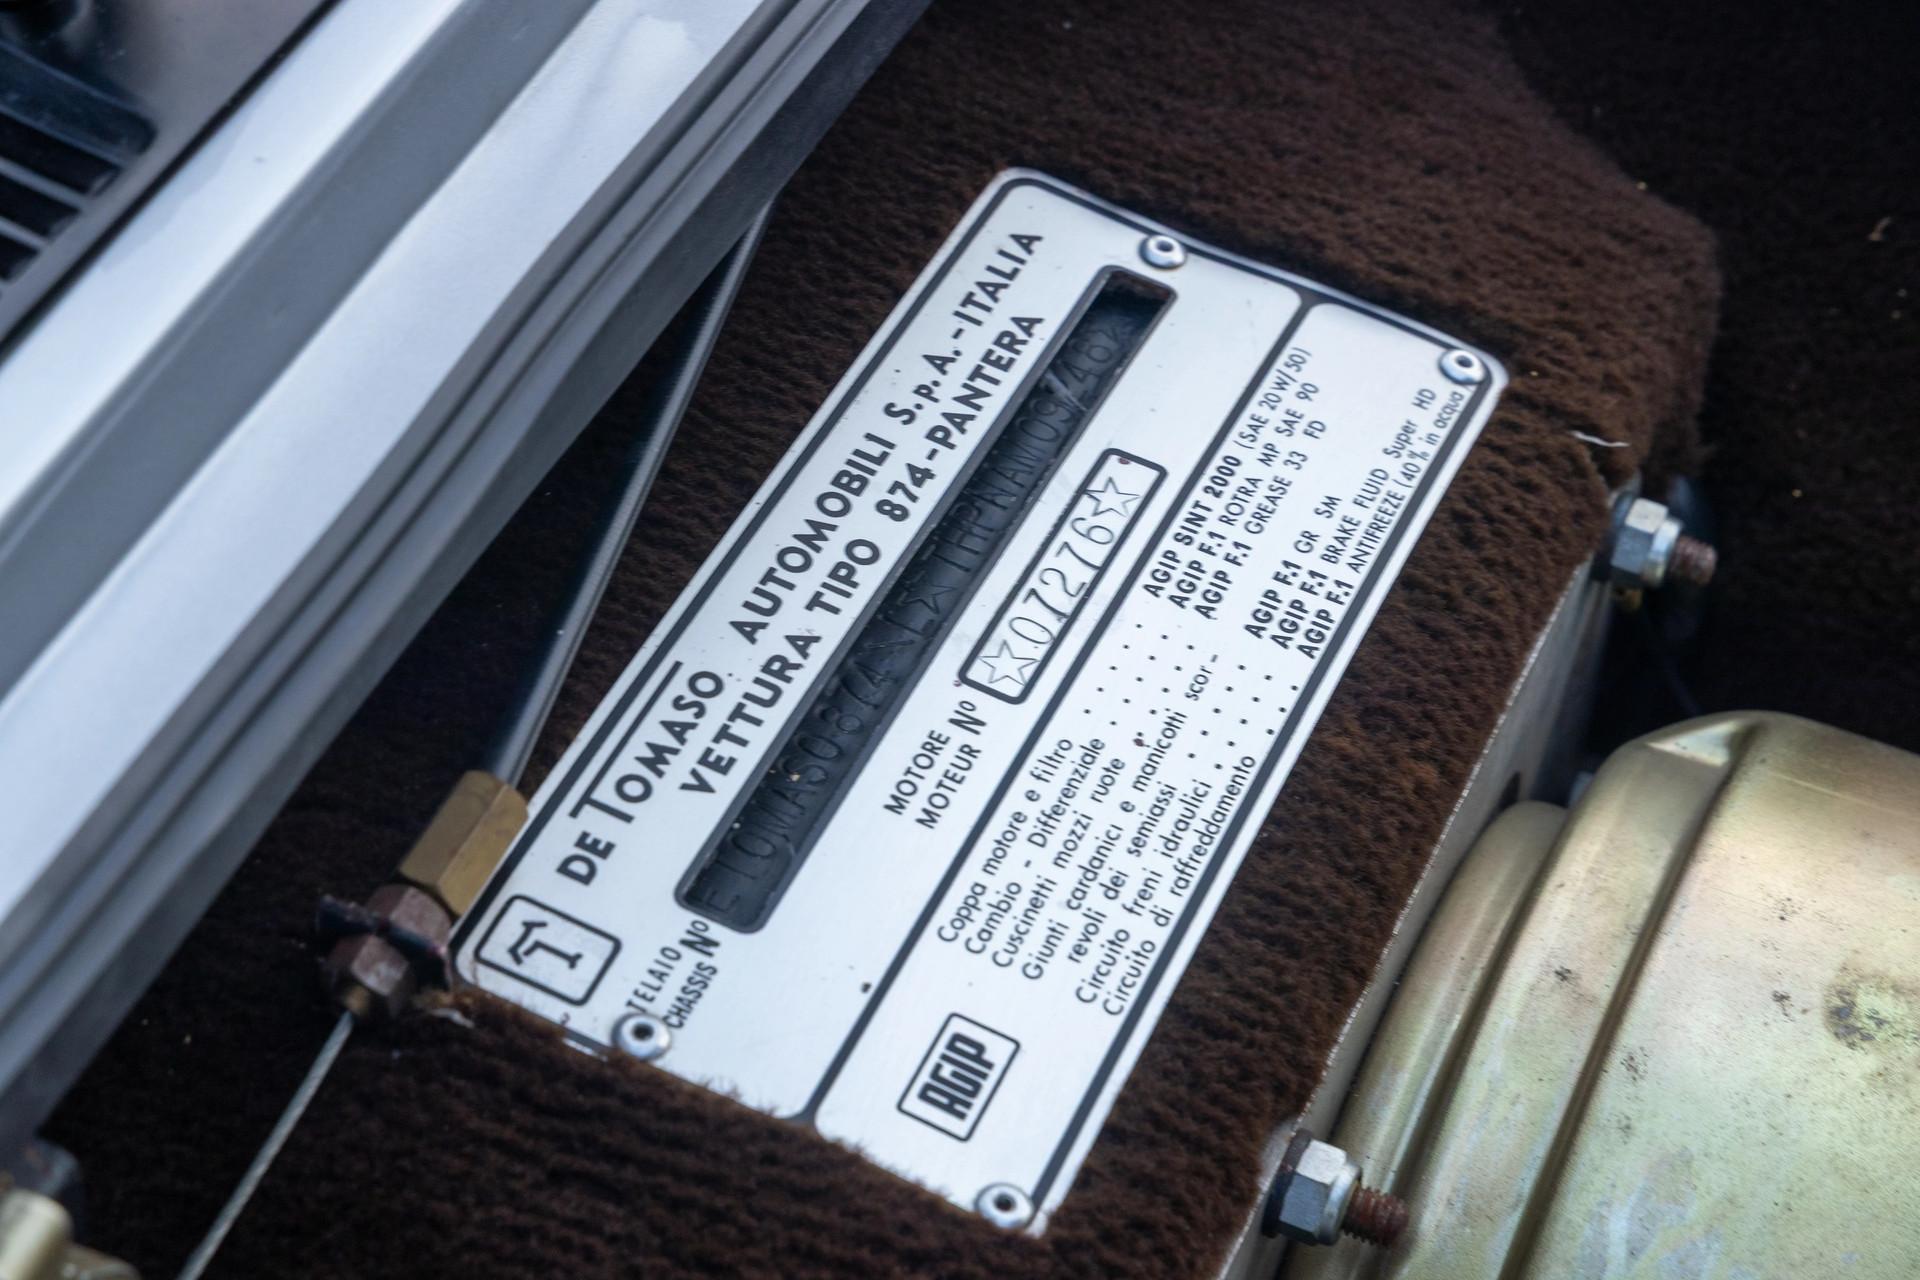 DE TOMASO AUTOMOBILI S.p.A.-ITALIA
VETTURA TIPO 874-PANTERA
TELAIO
CHASSIS Nº
MOTORE
MOTEUR Nº
☆07276☆
AGIP
Coppa motore e filtro . . . AGIP SINT 2000 (SAE 20W/50)
Cambio - Differenziale . . . . AGIP F.1 ROTRA MP SAE 90
Cuscinetti mozzi ruote . . . . AGIP F.1 GREASE 33 FD
Giunti cardanici e manicotti scor-
revoli dei semiassi . . . . AGIP F.1 GR SM
Circuito freni idraulici . . . . AGIP F.1 BRAKE FLUID Super HD
Circuito di raffreddamento . . . AGIP F.1 ANTIFREEZE (40% in acqua)